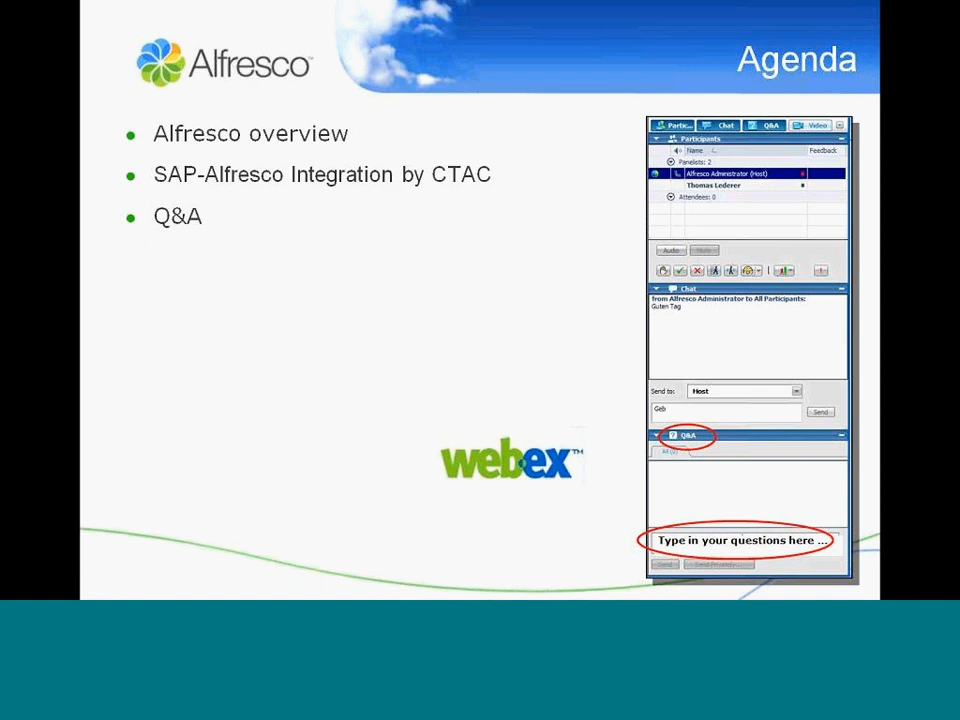 Alfresco
Agenda
Alfresco overview
SAP-Alfresco Integration by CTAC
Q&A
webex™
Partic...
Chat
Q&A
Video
Participants
Name
Feedback
Panelists: 2
Alfresco Administrator (Host)
Thomas Lederer
Attendees: 0
Audio
Mute
Chat
from Alfresco Administrator to All Participants:
Guten Tag
Send to:
Host
Geb
Send
Q&A
All (0)
Type in your questions here ...
Send
Send Privately...